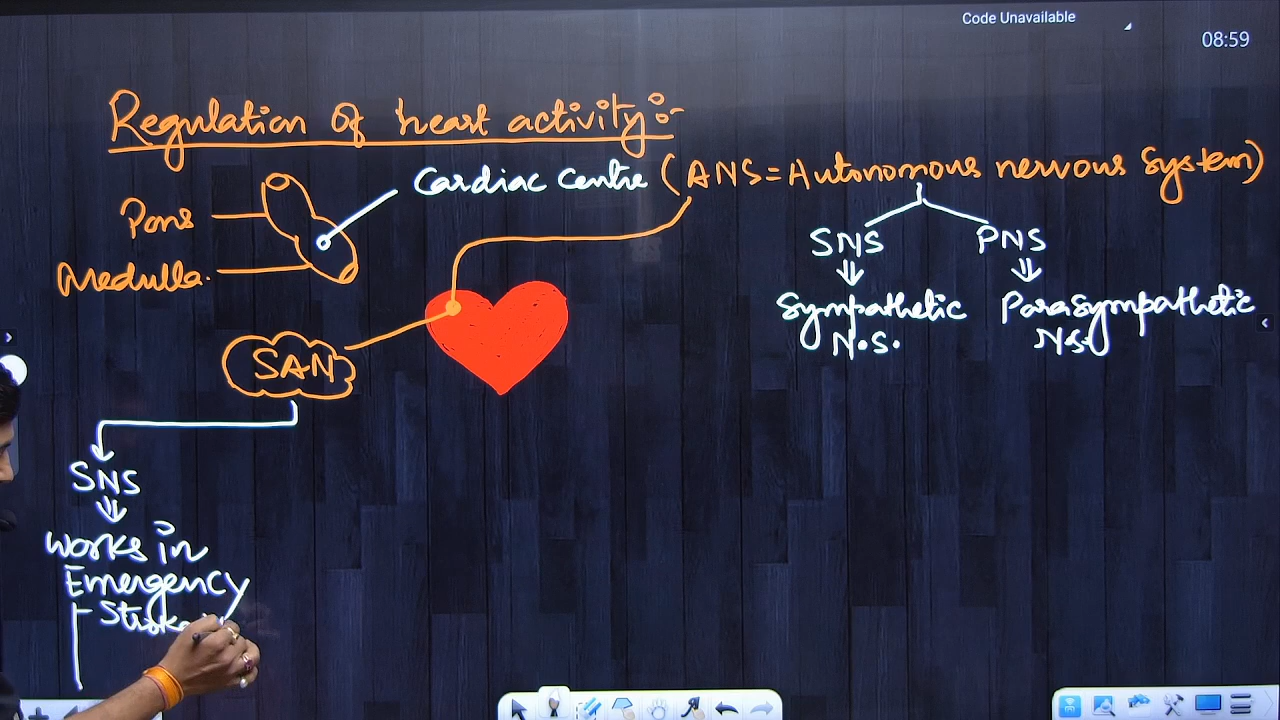 Code Unavailable
08:59
Regulation of heart activity:-
Cardiac Centre (ANS=Autonomous nervous System)
Pons
Medulla.
SNS PNS
Sympathetic Parasympathetic
N.S. N.S.
SAN
SNS
works in
Emergency